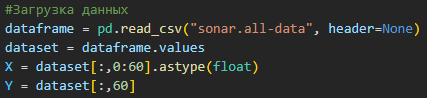 #Загрузка данных
dataframe = pd.read_csv("sonar.all-data", header=None)
dataset = dataframe.values
X = dataset[:,0:60].astype(float)
Y = dataset[:,60]